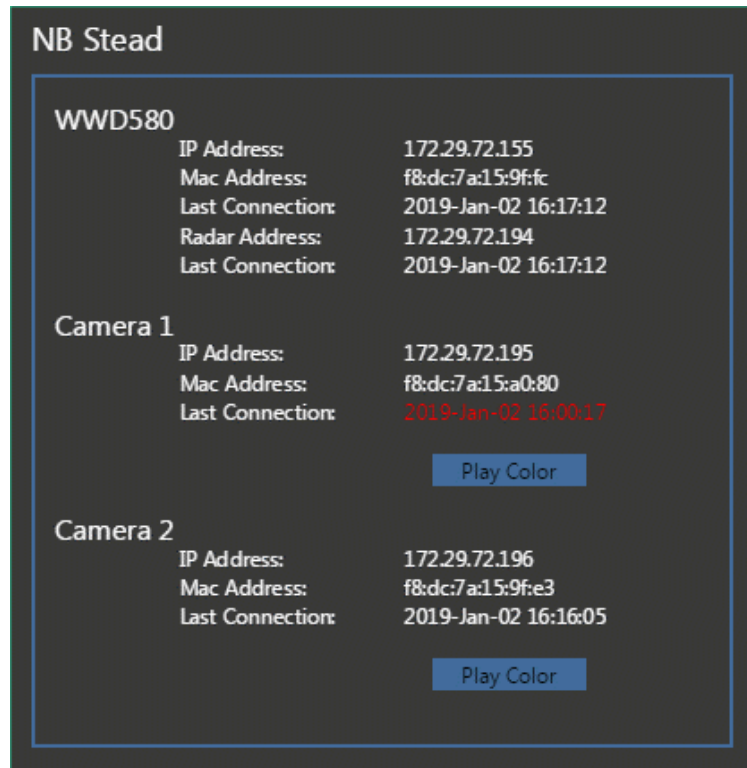 NB Stead
WWD580
IP Address: 172.29.72.155
Mac Address: f8:dc:7a:15:9f:fc
Last Connection: 2019-Jan-02 16:17:12
Radar Address: 172.29.72.194
Last Connection: 2019-Jan-02 16:17:12
Camera 1
IP Address: 172.29.72.195
Mac Address: f8:dc:7a:15:a0:80
Last Connection: 2019-Jan-02 16:00:17
Play Color
Camera 2
IP Address: 172.29.72.196
Mac Address: f8:dc:7a:15:9f:e3
Last Connection: 2019-Jan-02 16:16:05
Play Color